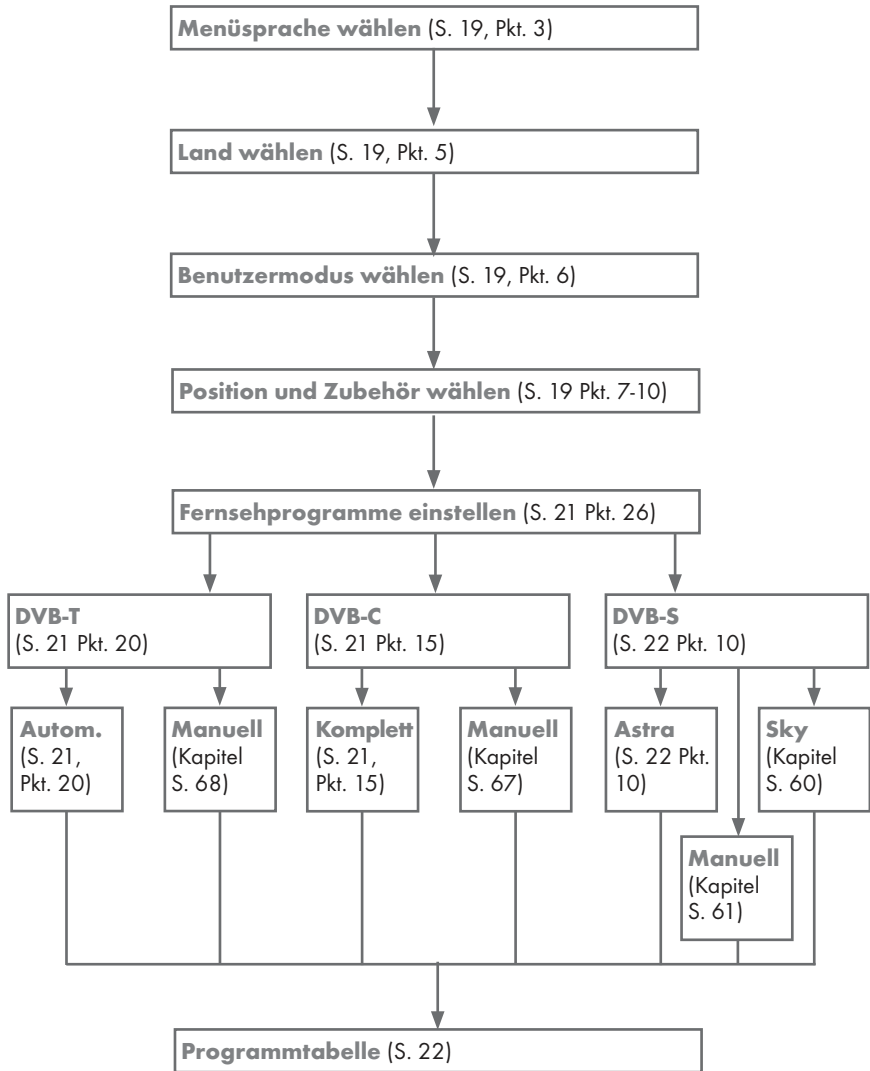 Menüsprache wählen (S. 19, Pkt. 3)
Land wählen (S. 19, Pkt. 5)
Benutzermodus wählen (S. 19, Pkt. 6)
Position und Zubehör wählen (S. 19 Pkt. 7-10)
Fernsehprogramme einstellen (S. 21 Pkt. 26)
DVB-T
(S. 21 Pkt. 20)
DVB-C
(S. 21 Pkt. 15)
DVB-S
(S. 22 Pkt. 10)
Autom.
(S. 21,
Pkt. 20)
Manuell
(Kapitel
S. 68)
Komplett
(S. 21,
Pkt. 15)
Manuell
(Kapitel
S. 67)
Astra
(S. 22 Pkt.
10)
Sky
(Kapitel
S. 60)
Manuell
(Kapitel
S. 61)
Programmtabelle (S. 22)